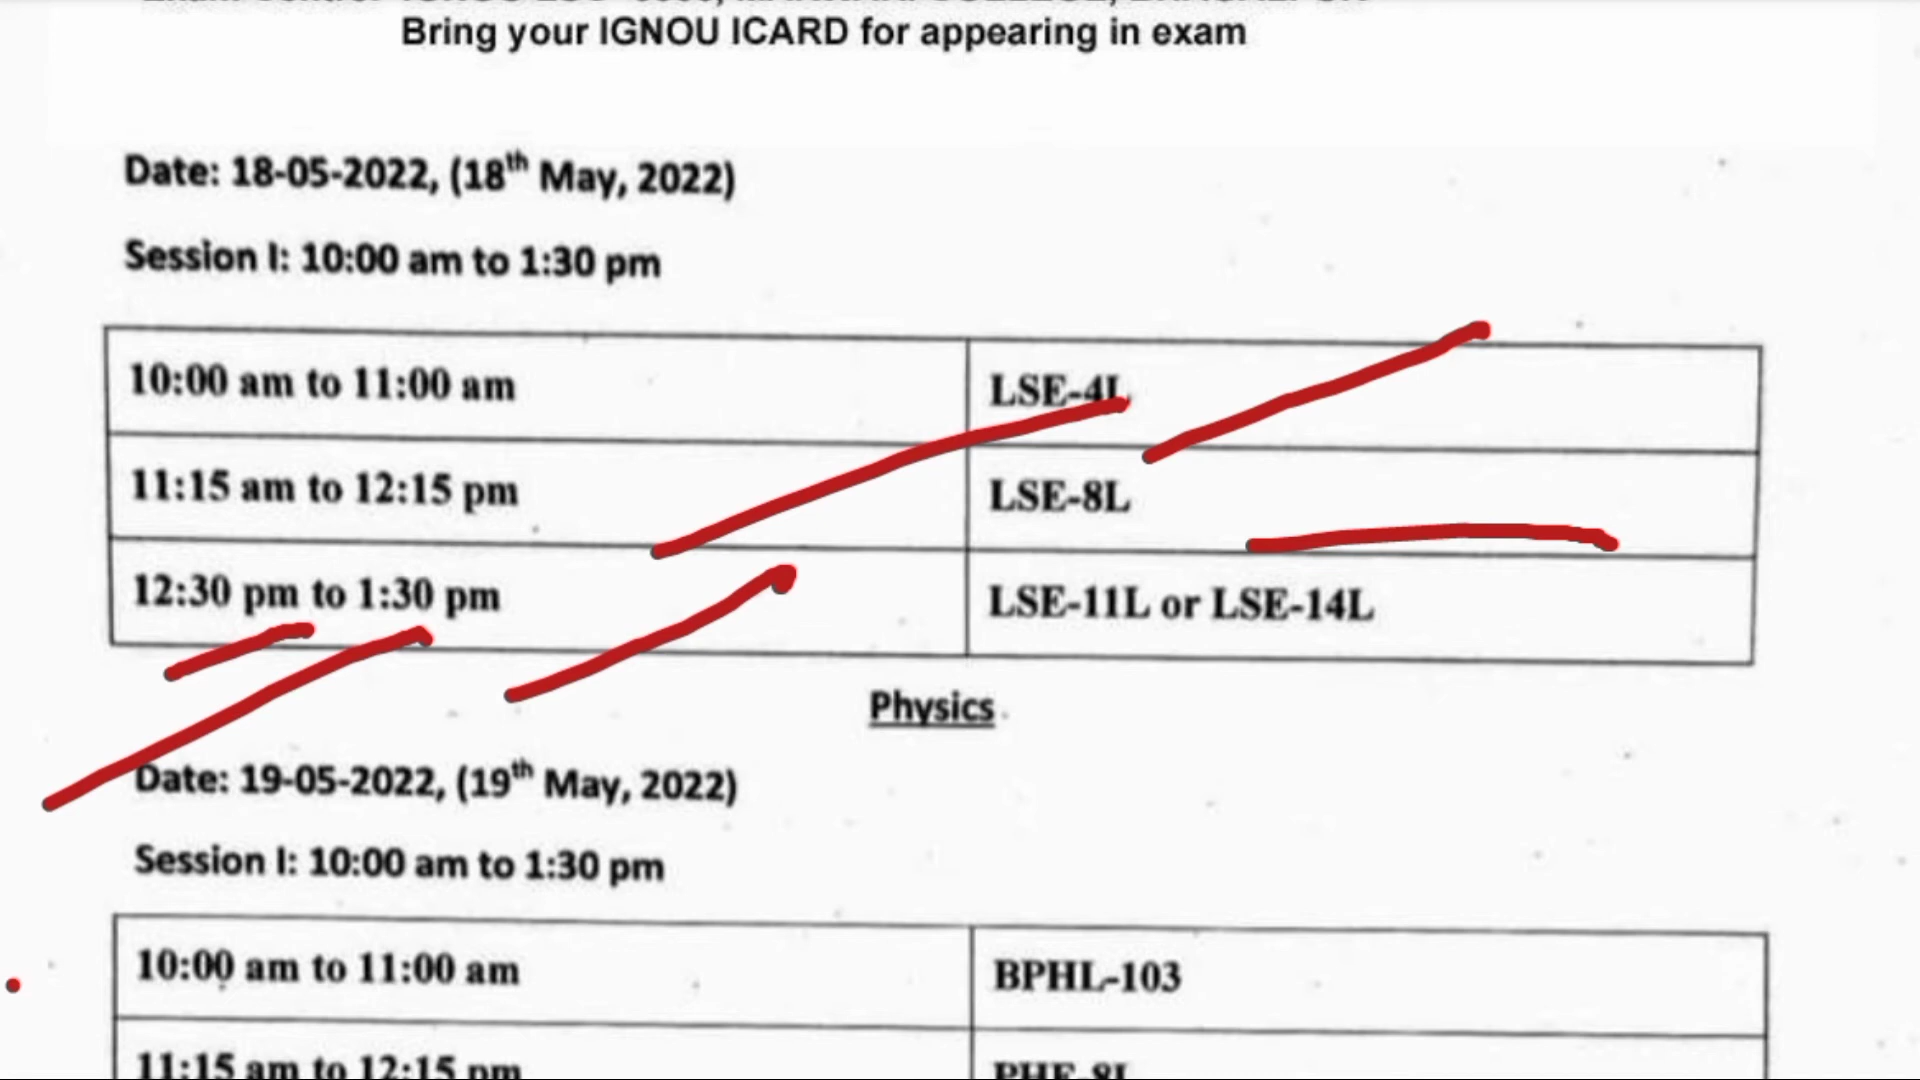 Bring your IGNOU ICARD for appearing in exam
Date: 18-05-2022, (18th May, 2022)
Session I: 10:00 am to 1:30 pm
10:00 am to 11:00 am LSE-4L
11:15 am to 12:15 pm LSE-8L
12:30 pm to 1:30 pm LSE-11L or LSE-14L
Physics
Date: 19-05-2022, (19th May, 2022)
Session I: 10:00 am to 1:30 pm
10:00 am to 11:00 am BPHL-103
11:15 am to 12:15 pm PHE-8L